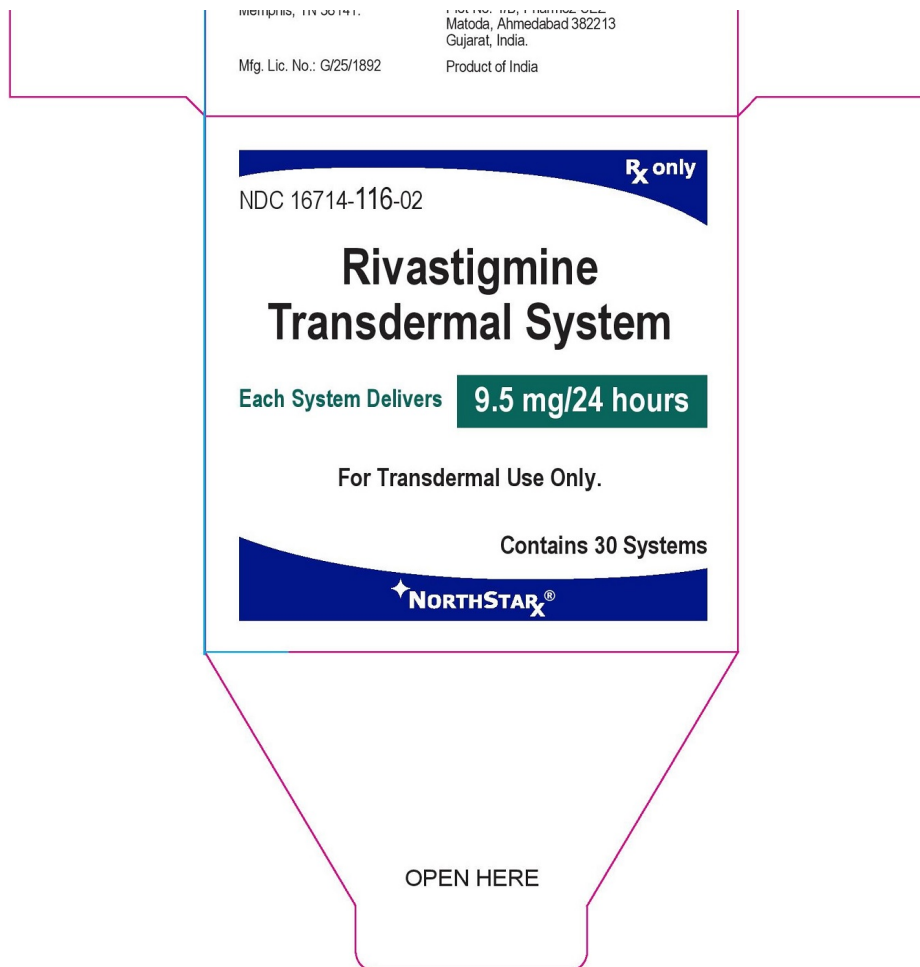 Matoda, Ahmedabad 382213
Gujarat, India.
Mfg. Lic. No.: G/25/1892
Product of India
Rx only
NDC 16714-116-02
Rivastigmine
Transdermal System
Each System Delivers 9.5 mg/24 hours
For Transdermal Use Only.
Contains 30 Systems
NORTHSTARx®
OPEN HERE